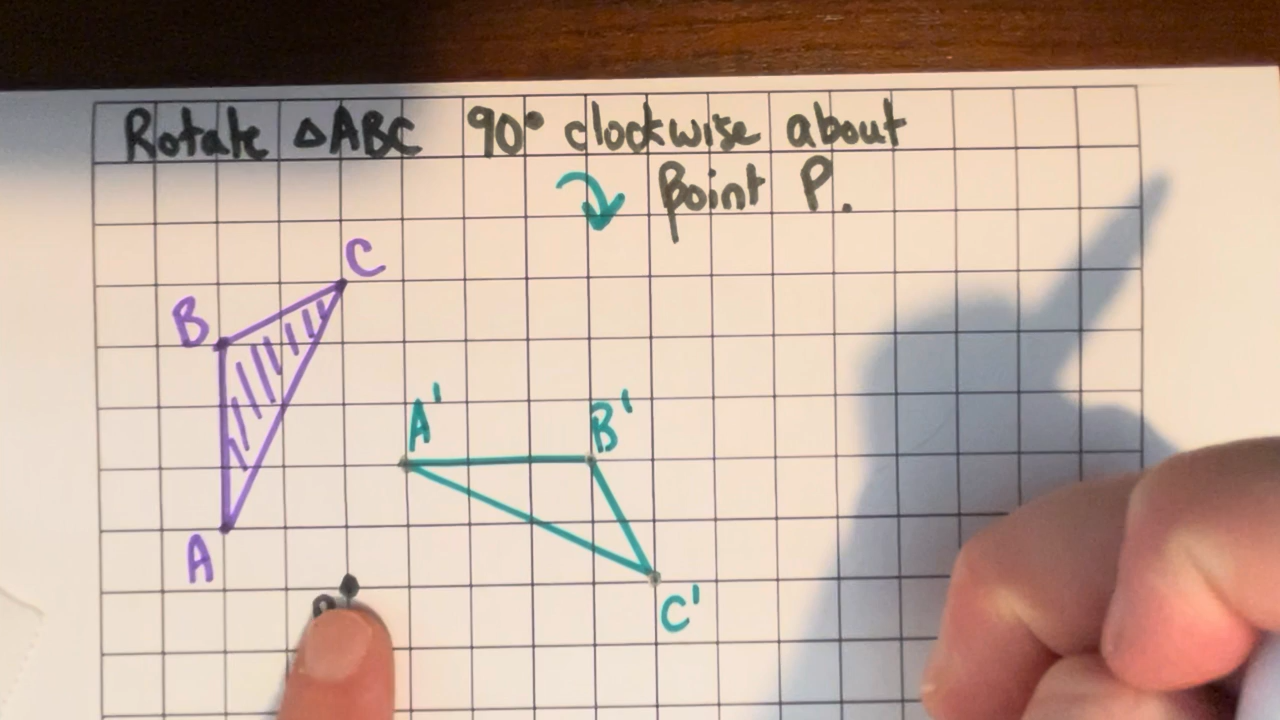 Rotate △ABC 90° clockwise about
point P.
C
B
A'
B'
A
C'